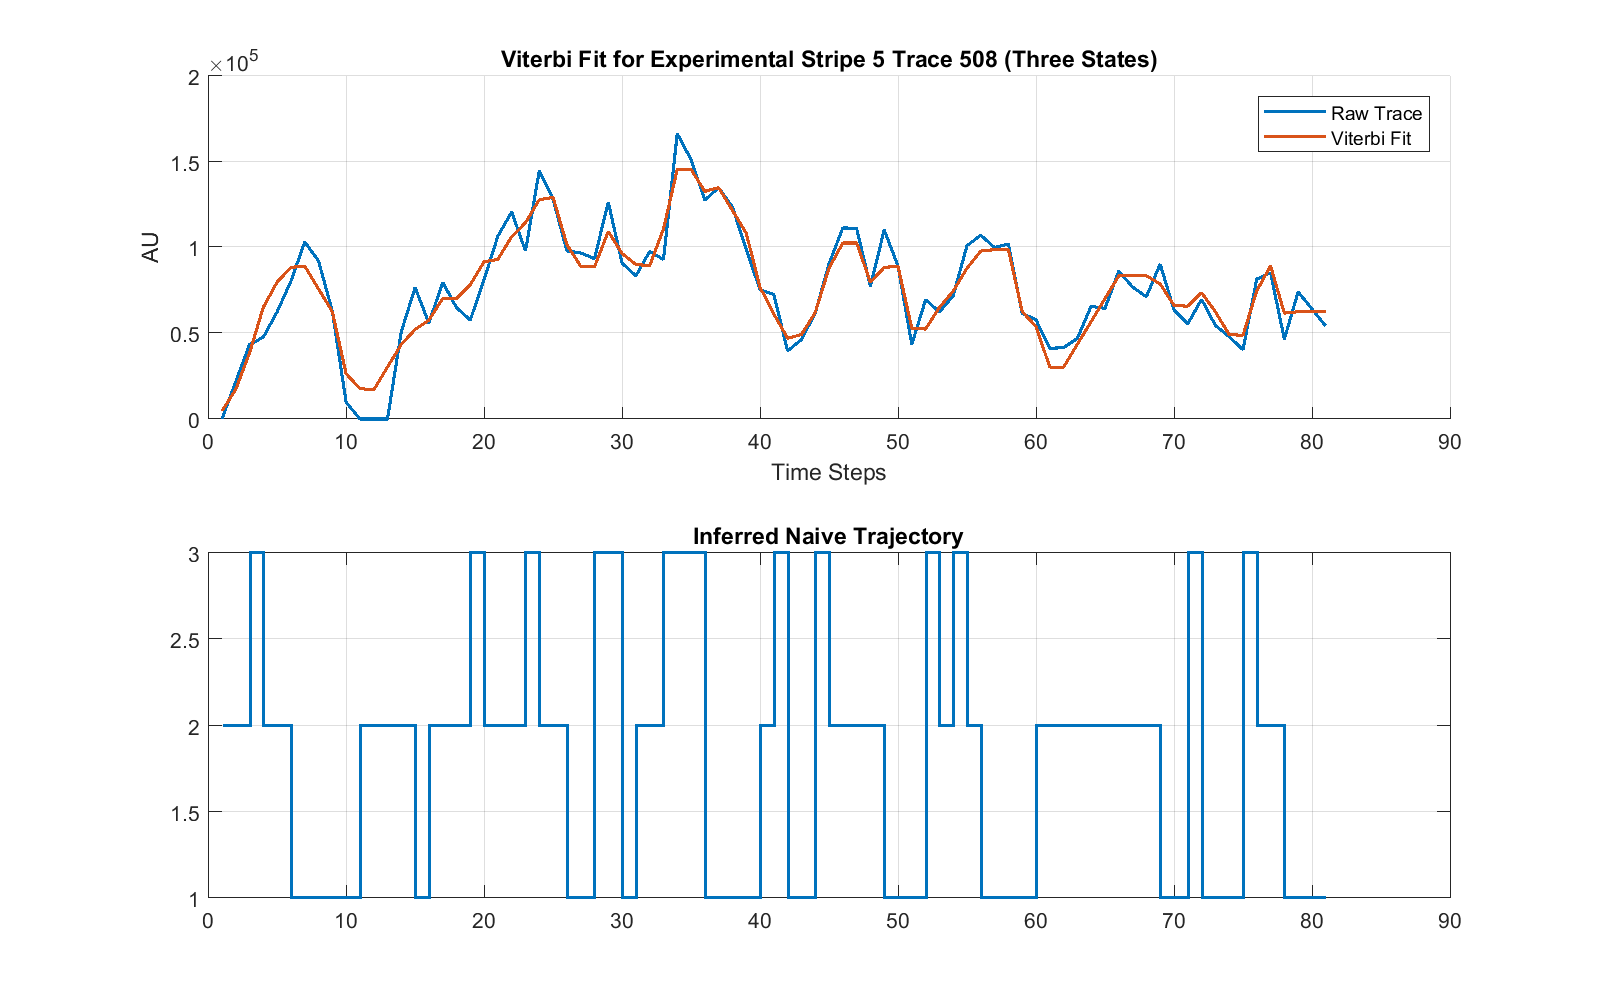 Viterbi Fit for Experimental Stripe 5 Trace 508 (Three States)
×10⁵
2
1.5
1
0.5
0
AU
Raw Trace
Viterbi Fit
0 10 20 30 40 50 60 70 80 90
Time Steps
Inferred Naive Trajectory
3
2.5
2
1.5
1
0 10 20 30 40 50 60 70 80 90